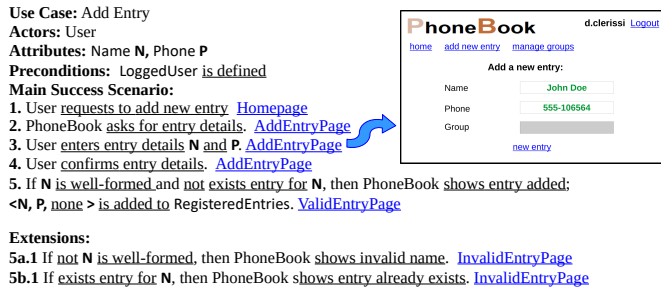 Use Case: Add Entry
Actors: User
Attributes: Name N, Phone P
Preconditions: LoggedUser is defined
Main Success Scenario:
1. User requests to add new entry Homepage
2. PhoneBook asks for entry details. AddEntryPage
3. User enters entry details N and P. AddEntryPage
4. User confirms entry details. AddEntryPage
5. If N is well-formed and not exists entry for N, then PhoneBook shows entry added;
<N, P, none > is added to RegisteredEntries. ValidEntryPage
Extensions:
5a.1 If not N is well-formed, then PhoneBook shows invalid name. InvalidEntryPage
5b.1 If exists entry for N, then PhoneBook shows entry already exists. InvalidEntryPage
PhoneBook
d.clerissi Logout
home add new entry manage groups
Add a new entry:
Name John Doe
Phone 555-106564
Group
new entry